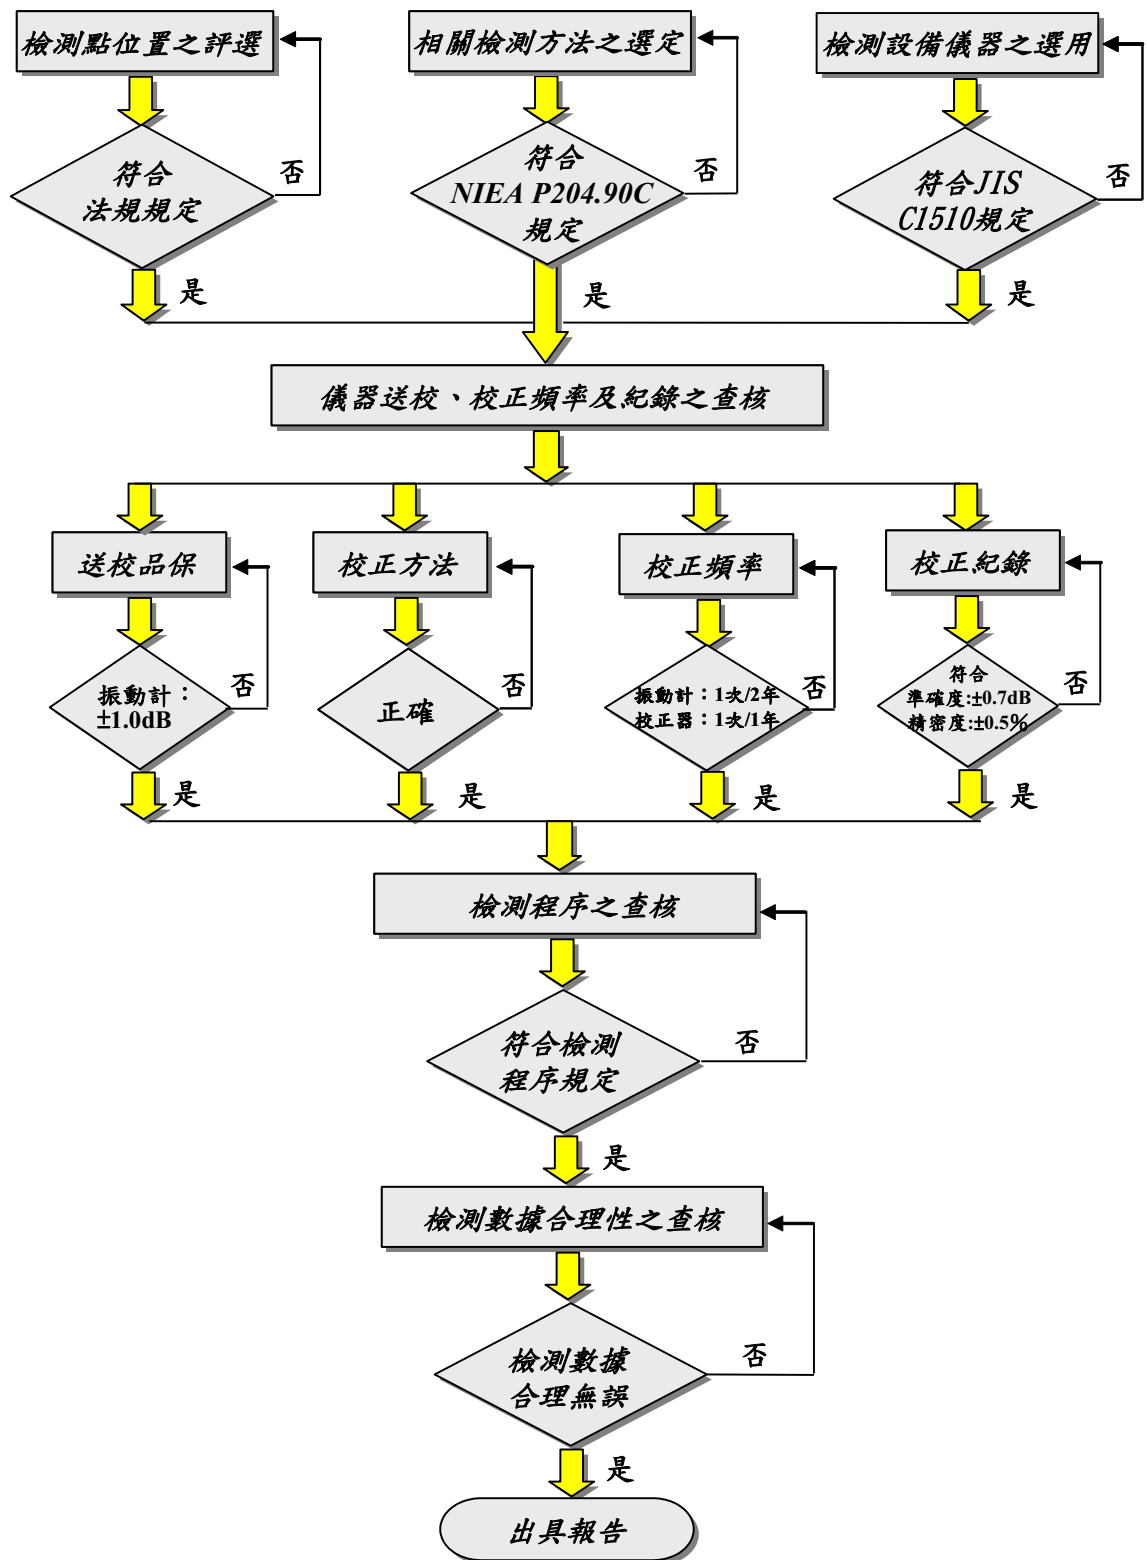 檢測點位置之評選
相關檢測方法之選定
檢測設備儀器之選用
符合
法規規定
否
符合
NIEA P204.90C
規定
否
符合JIS
C1510規定
否
是
是
是
儀器送校、校正頻率及紀錄之查核
送校品保
校正方法
校正頻率
校正紀錄
振動計：
±1.0dB
否
正確
否
振動計：1次/2年
校正器：1次/1年
否
符合
準確度:±0.7dB
精密度:±0.5%
否
是
是
是
是
檢測程序之查核
符合檢測
程序規定
否
是
檢測數據合理性之查核
檢測數據
合理無誤
否
是
出具報告